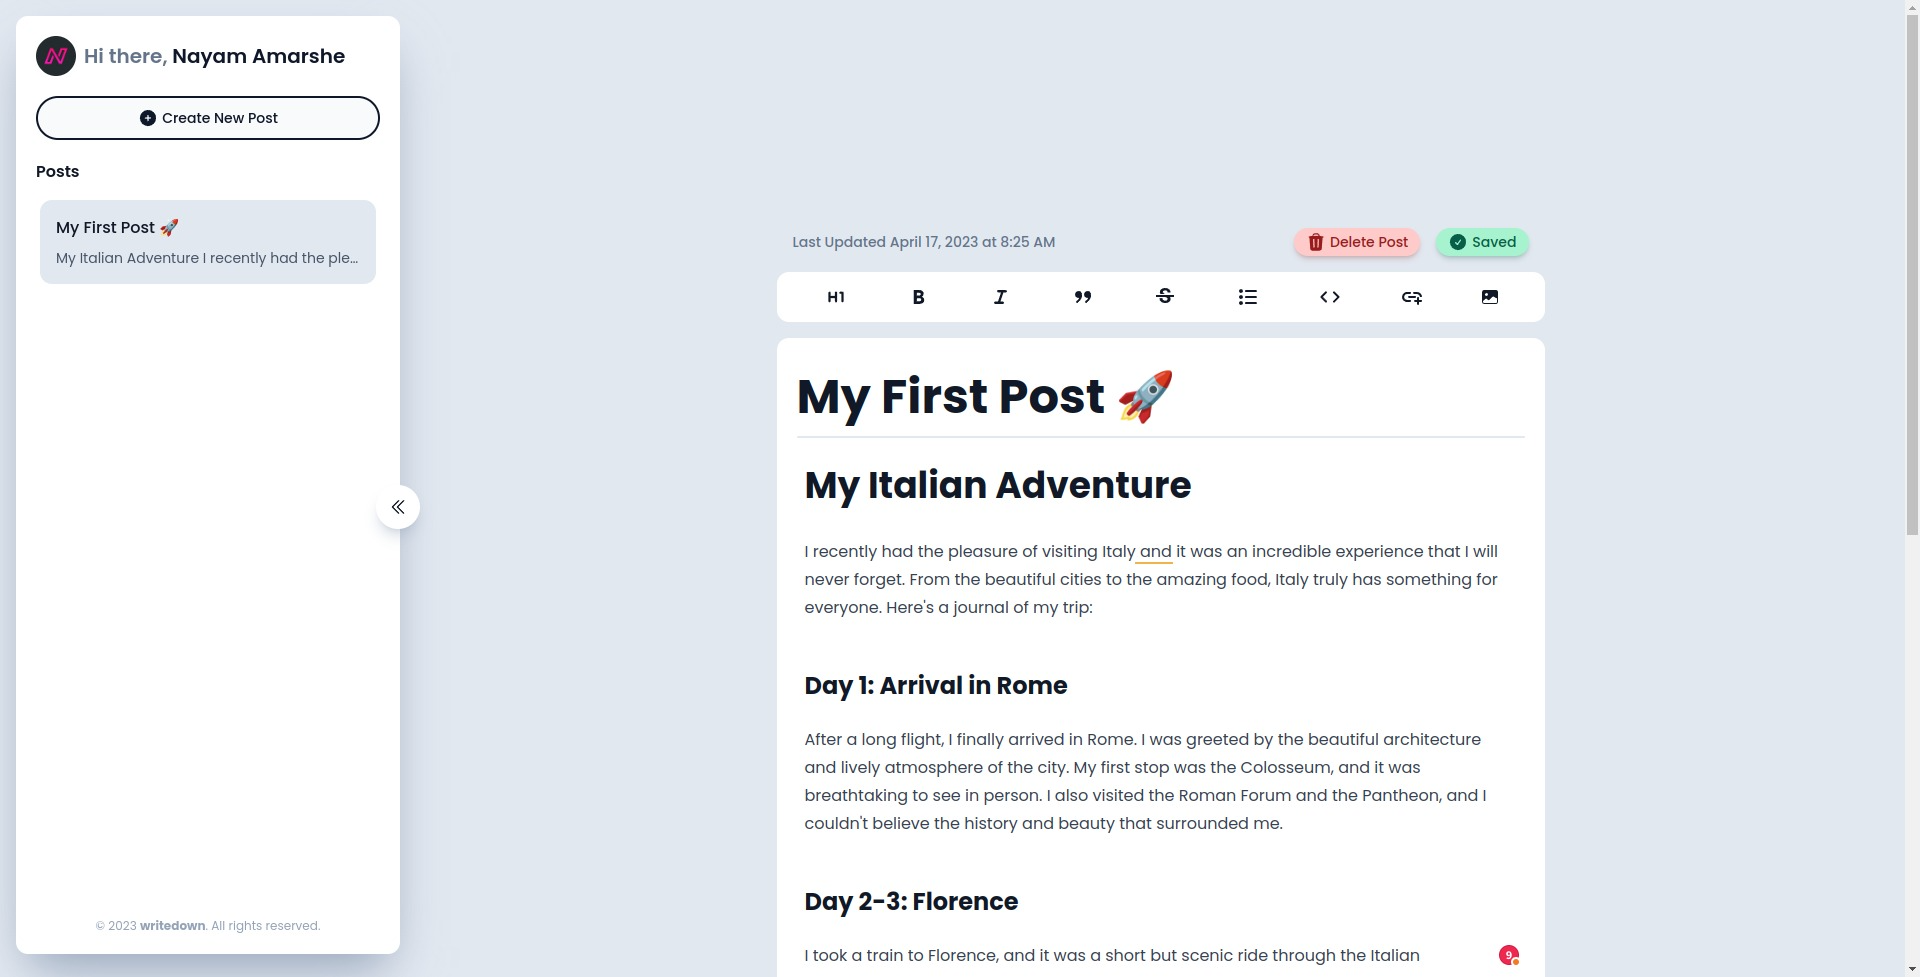 Hi there, Nayam Amarshe
Create New Post
Posts
My First Post 🚀
My Italian Adventure I recently had the ple...
© 2023 writedown. All rights reserved.
Last Updated April 17, 2023 at 8:25 AM
Delete Post
Saved
H1 B I
My First Post 🚀
My Italian Adventure
I recently had the pleasure of visiting Italy and it was an incredible experience that I will
never forget. From the beautiful cities to the amazing food, Italy truly has something for
everyone. Here's a journal of my trip:
Day 1: Arrival in Rome
After a long flight, I finally arrived in Rome. I was greeted by the beautiful architecture
and lively atmosphere of the city. My first stop was the Colosseum, and it was
breathtaking to see in person. I also visited the Roman Forum and the Pantheon, and I
couldn't believe the history and beauty that surrounded me.
Day 2-3: Florence
I took a train to Florence, and it was a short but scenic ride through the Italian
9